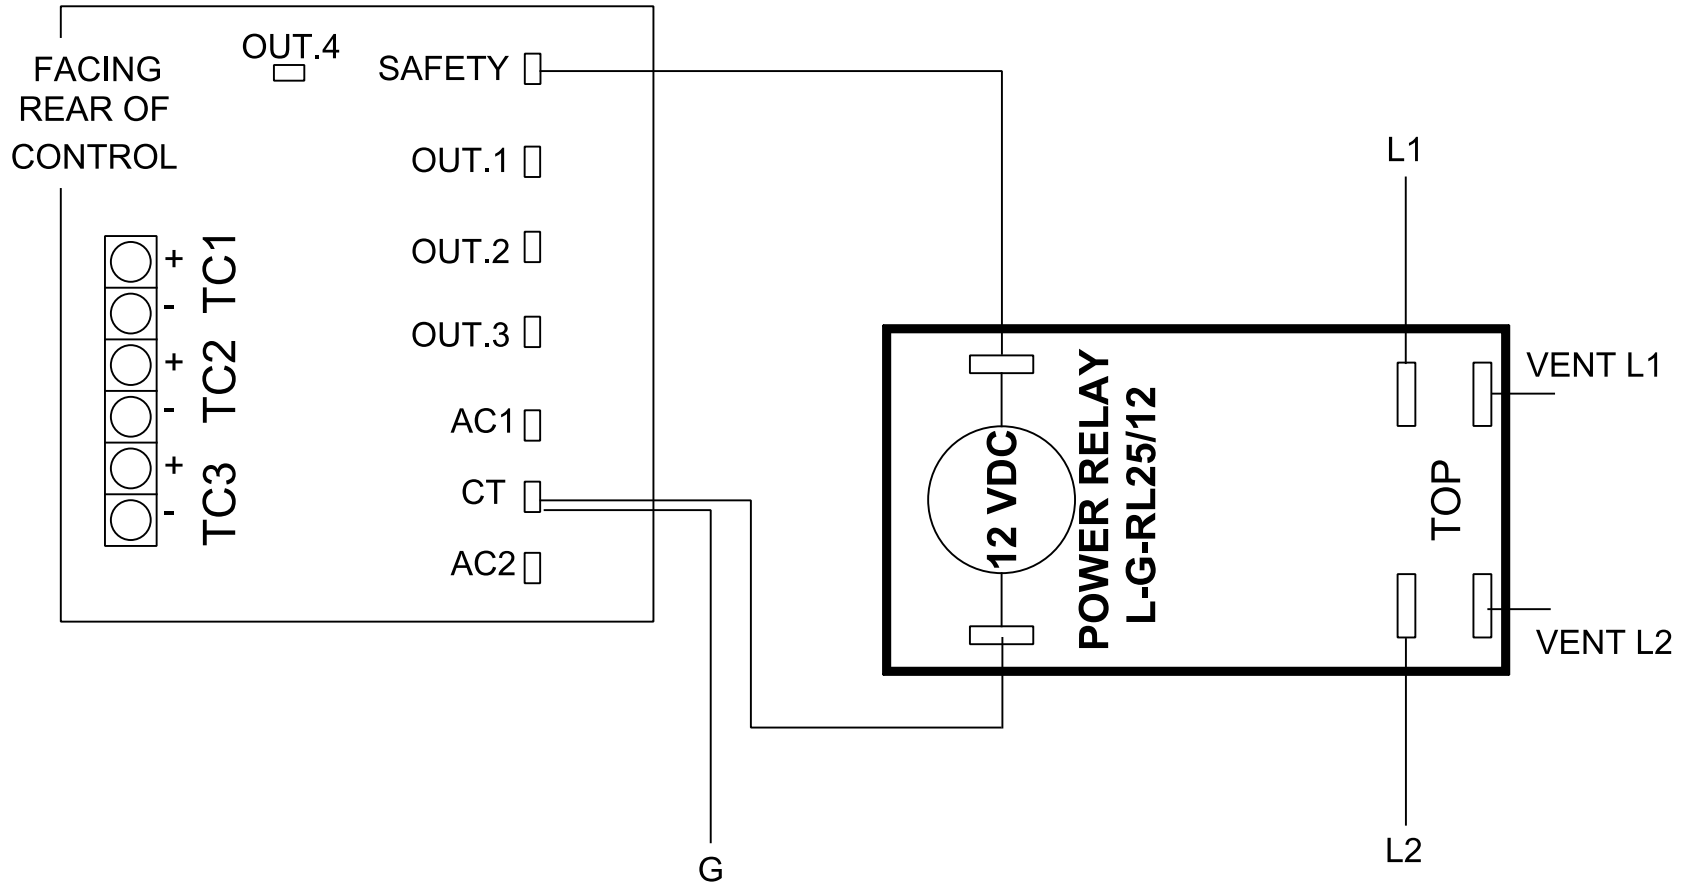 FACING
REAR OF
CONTROL
OUT.4
SAFETY
OUT.1
OUT.2
OUT.3
AC1
CT
AC2
+
-
TC1
+
-
TC2
+
-
TC3
G
12 VDC
POWER RELAY
L-G-RL25/12
TOP
L1
VENT L1
VENT L2
L2